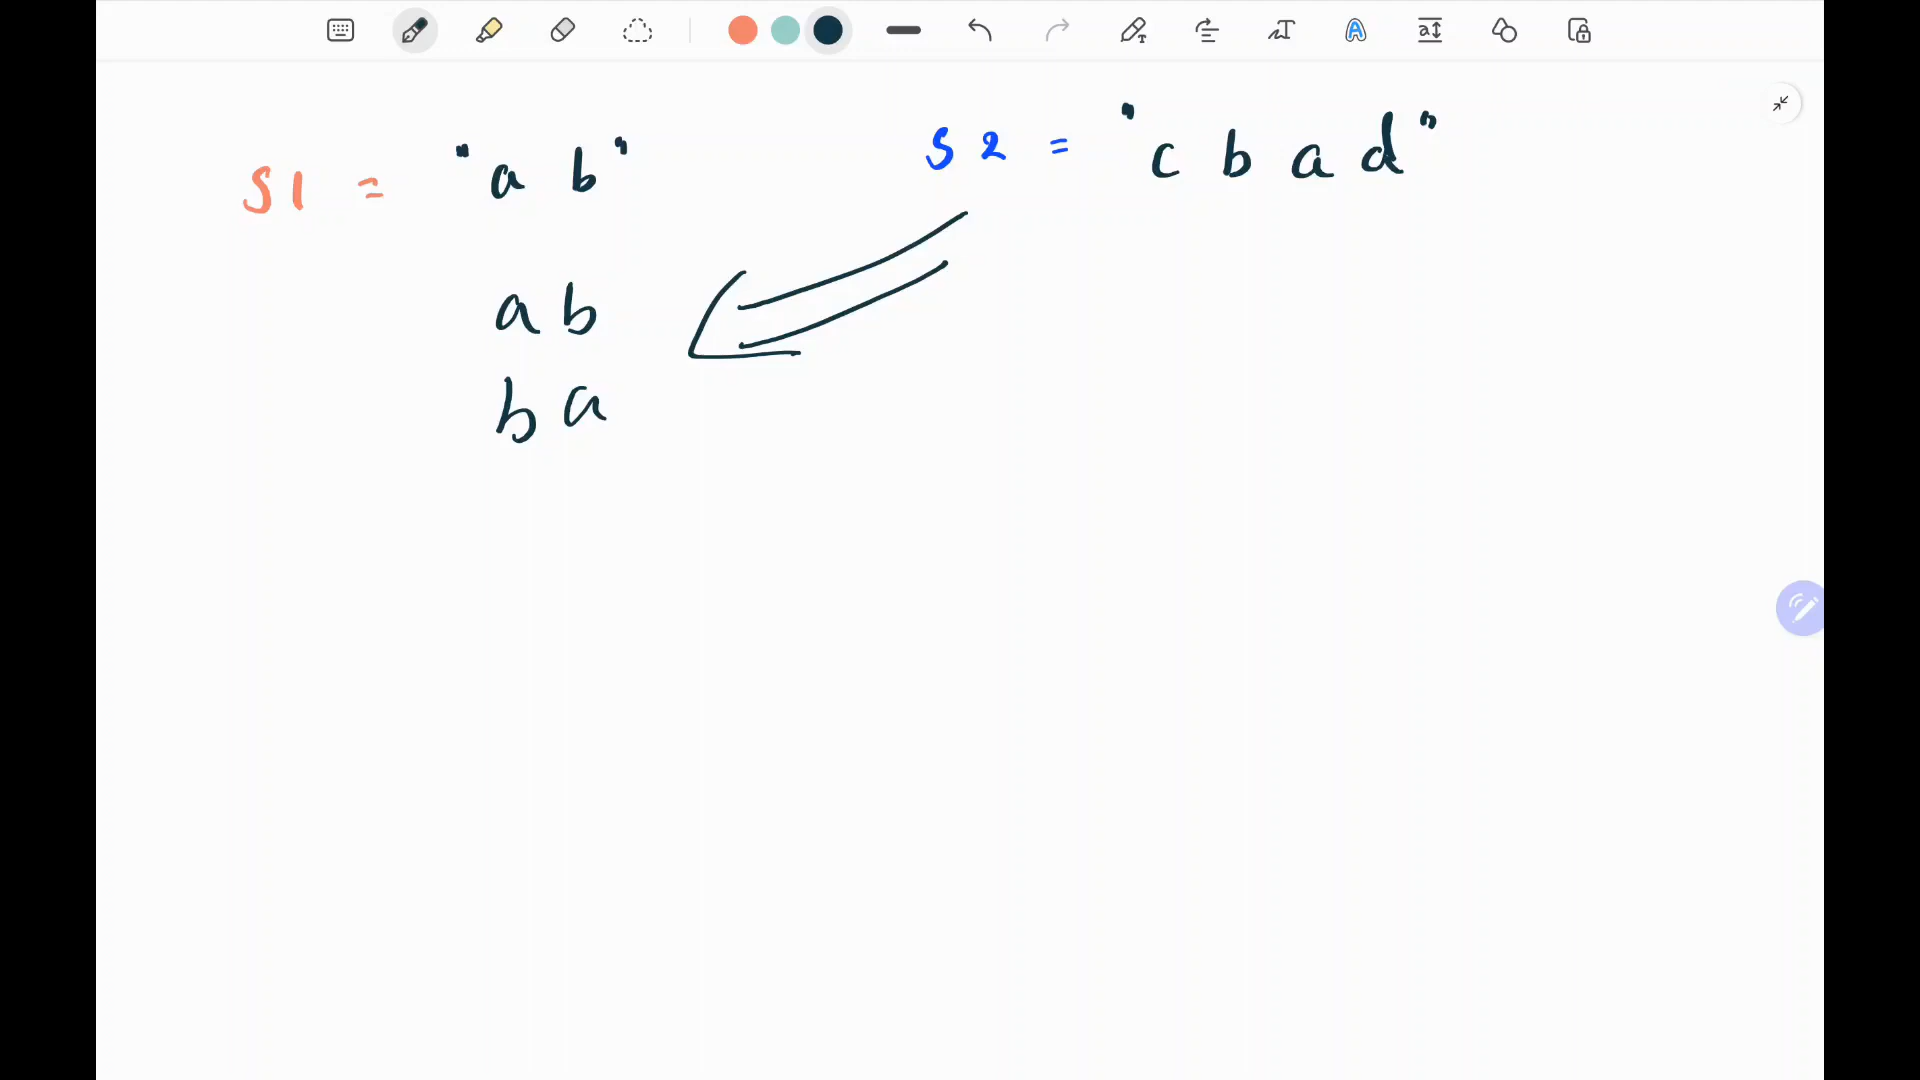 S1 = "a b"
S2 = "c b a d"
a b
b a